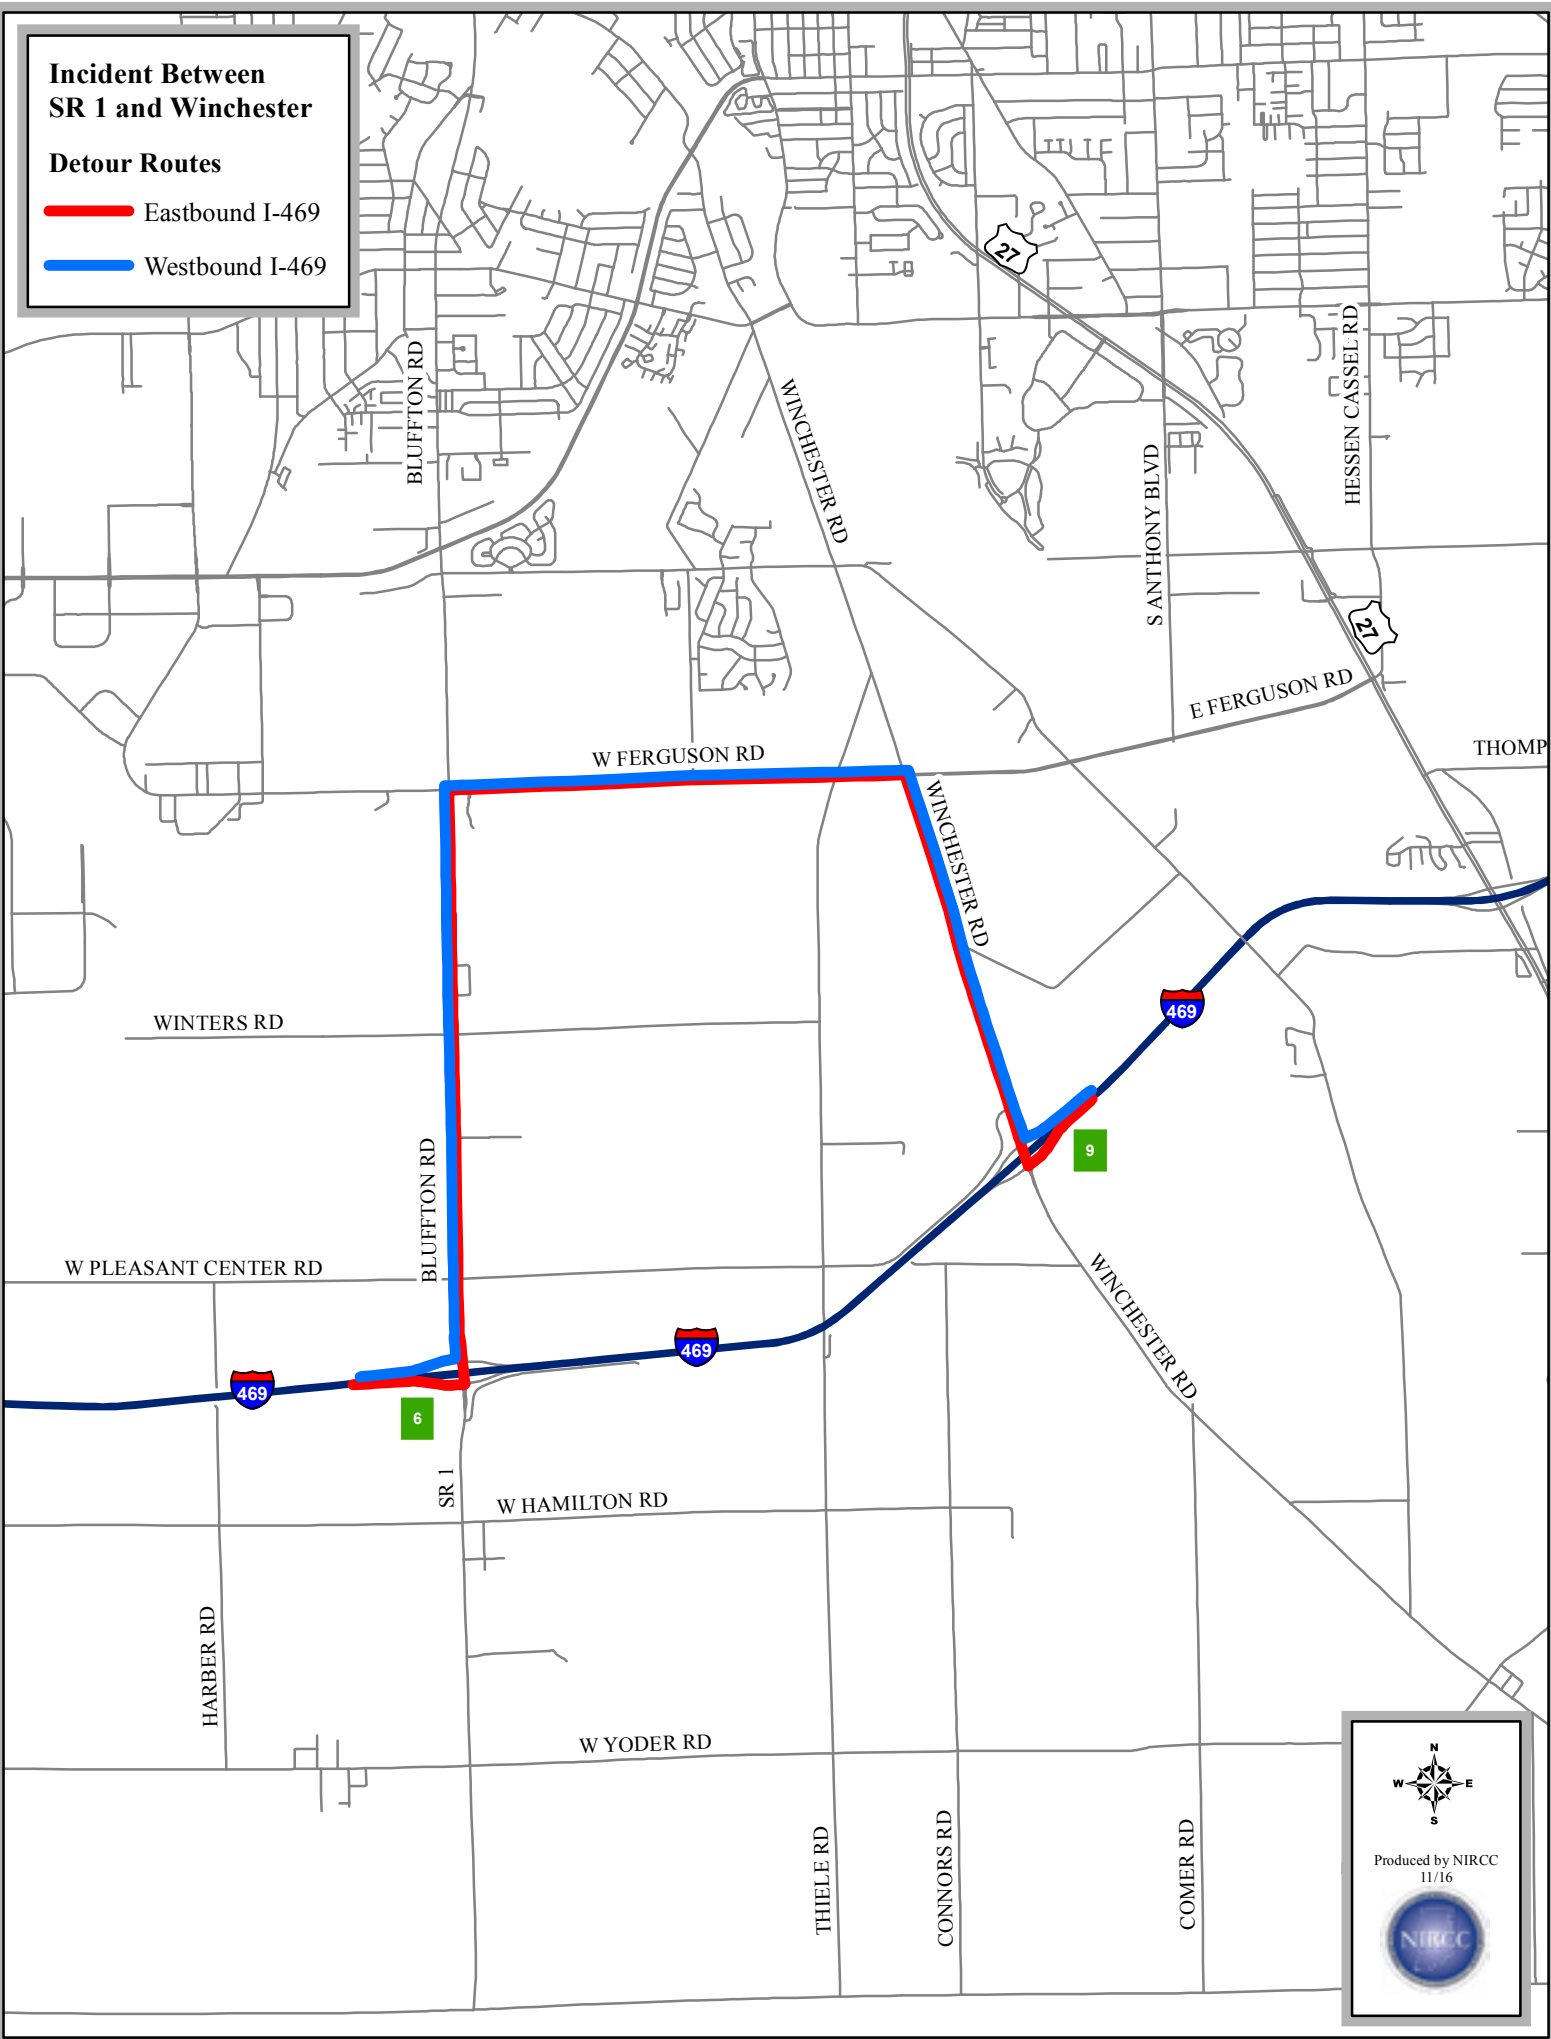 Incident Between
SR 1 and Winchester
Detour Routes
Eastbound I-469
Westbound I-469
27
BLUFFTON RD
WINCHESTER RD
HESSEN CASSEL RD
S ANTHONY BLVD
27
E FERGUSON RD
W FERGUSON RD
THOMP
WINCHESTER RD
469
WINTERS RD
9
BLUFFTON RD
W PLEASANT CENTER RD
WINCHESTER RD
469
469
6
SR 1
W HAMILTON RD
HARBER RD
W YODER RD
THIELE RD
CONNORS RD
COMER RD
N
W E
S
Produced by NIRCC
11/16
NIRCC